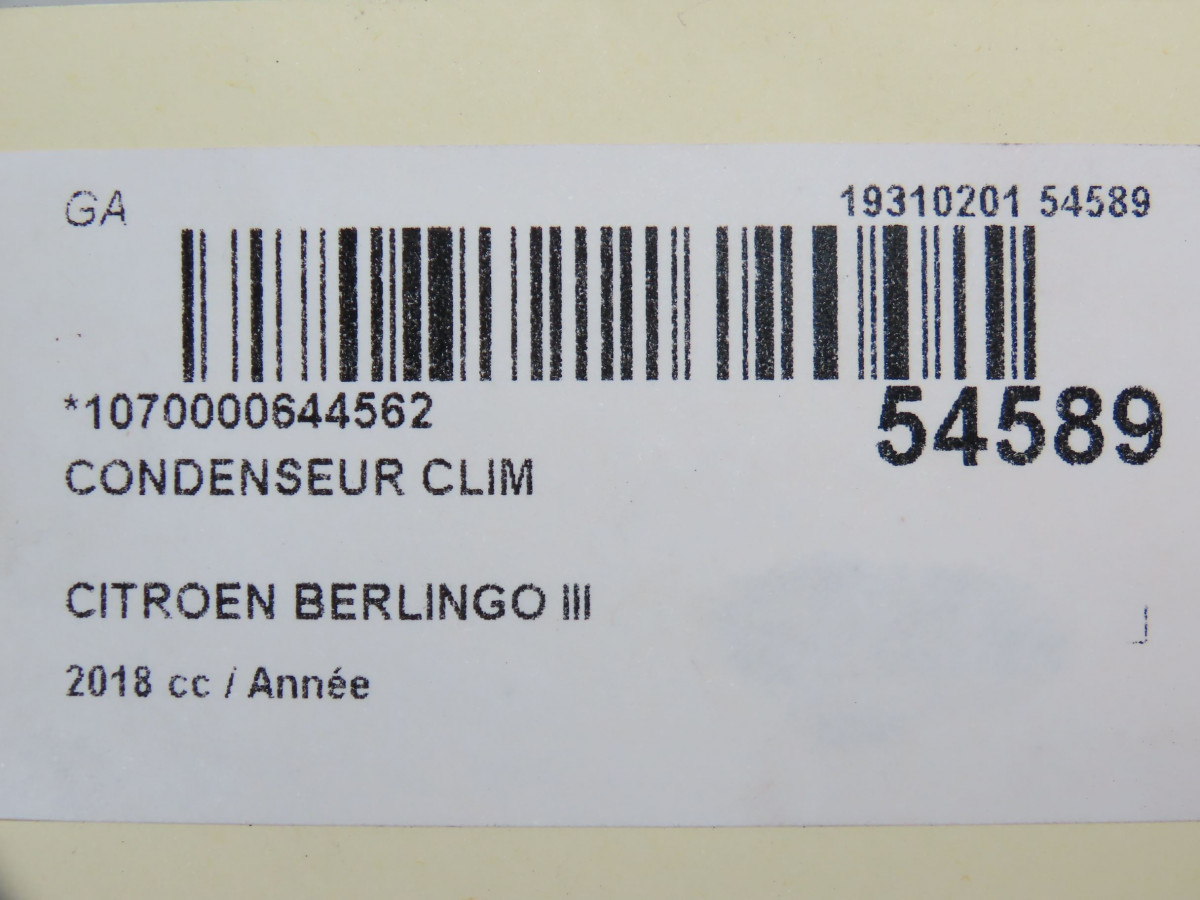 GA
19310201 54589
*1070000644562
54589
CONDENSEUR CLIM
CITROEN BERLINGO III
2018 cc / Année